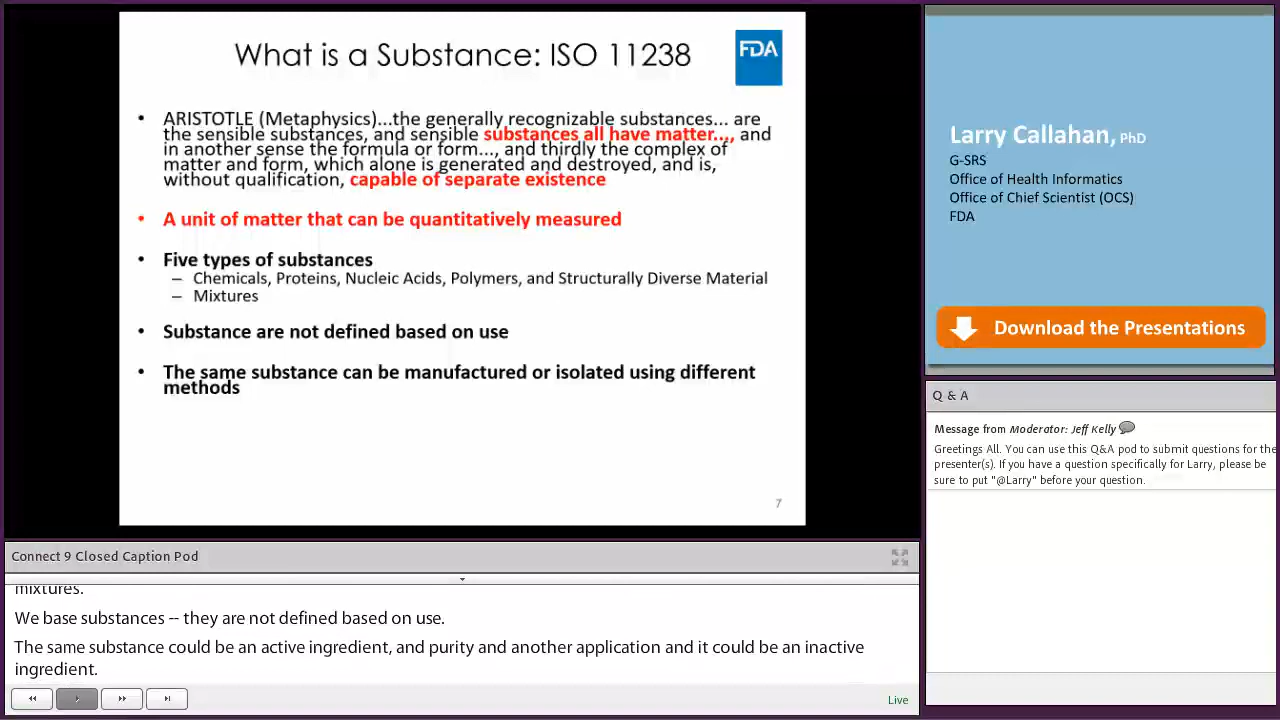 What is a Substance: ISO 11238
FDA
• ARISTOTLE (Metaphysics)...the generally recognizable substances... are
the sensible substances, and sensible substances all have matter..., and
in another sense the formula or form..., and thirdly the complex of
matter and form, which alone is generated and destroyed, and is,
without qualification, capable of separate existence
• A unit of matter that can be quantitatively measured
• Five types of substances
– Chemicals, Proteins, Nucleic Acids, Polymers, and Structurally Diverse Material
– Mixtures
• Substance are not defined based on use
• The same substance can be manufactured or isolated using different
methods
7
Larry Callahan, PhD
G-SRS
Office of Health Informatics
Office of Chief Scientist (OCS)
FDA
Download the Presentations
Q & A
Message from Moderator: Jeff Kelly
Greetings All. You can use this Q&A pod to submit questions for the
presenter(s). If you have a question specifically for Larry, please be
sure to put "@Larry" before your question.
Connect 9 Closed Caption Pod
mixtures.
We base substances -- they are not defined based on use.
The same substance could be an active ingredient, and purity and another application and it could be an inactive
ingredient.
Live